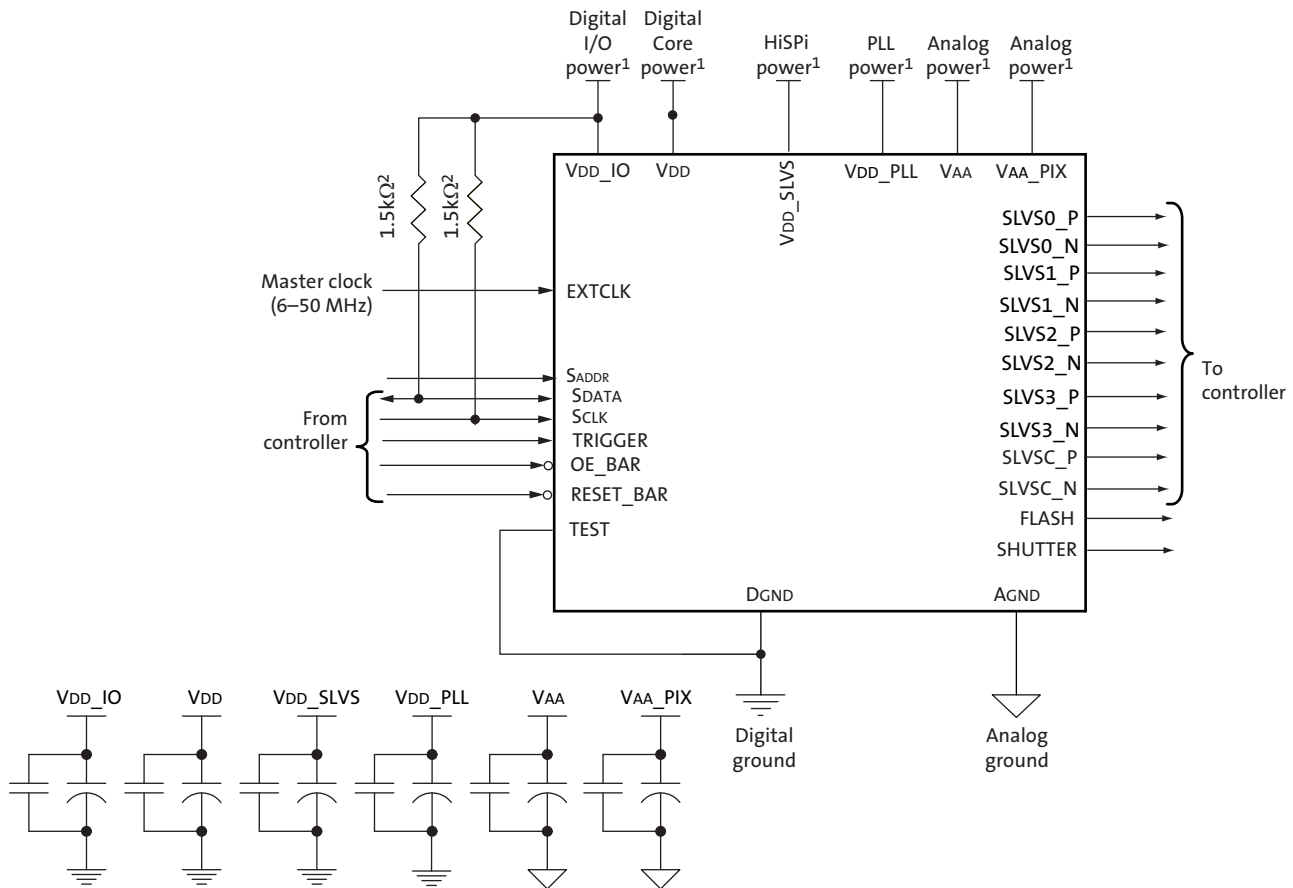 Digital
I/O
power1
Digital
Core
power1
HiSPi
power1
PLL
power1
Analog
power1
Analog
power1
VDD_IO
VDD
VDD_SLVS
VDD_PLL
VAA
VAA_PIX
1.5kΩ2
1.5kΩ2
Master clock
(6–50 MHz)
EXTCLK
SADDR
SDATA
SCLK
TRIGGER
OE_BAR
RESET_BAR
TEST
From
controller
SLVS0_P
SLVS0_N
SLVS1_P
SLVS1_N
SLVS2_P
SLVS2_N
SLVS3_P
SLVS3_N
SLVSC_P
SLVSC_N
FLASH
SHUTTER
To
controller
DGND
AGND
Digital
ground
Analog
ground
VDD_IO
VDD
VDD_SLVS
VDD_PLL
VAA
VAA_PIX